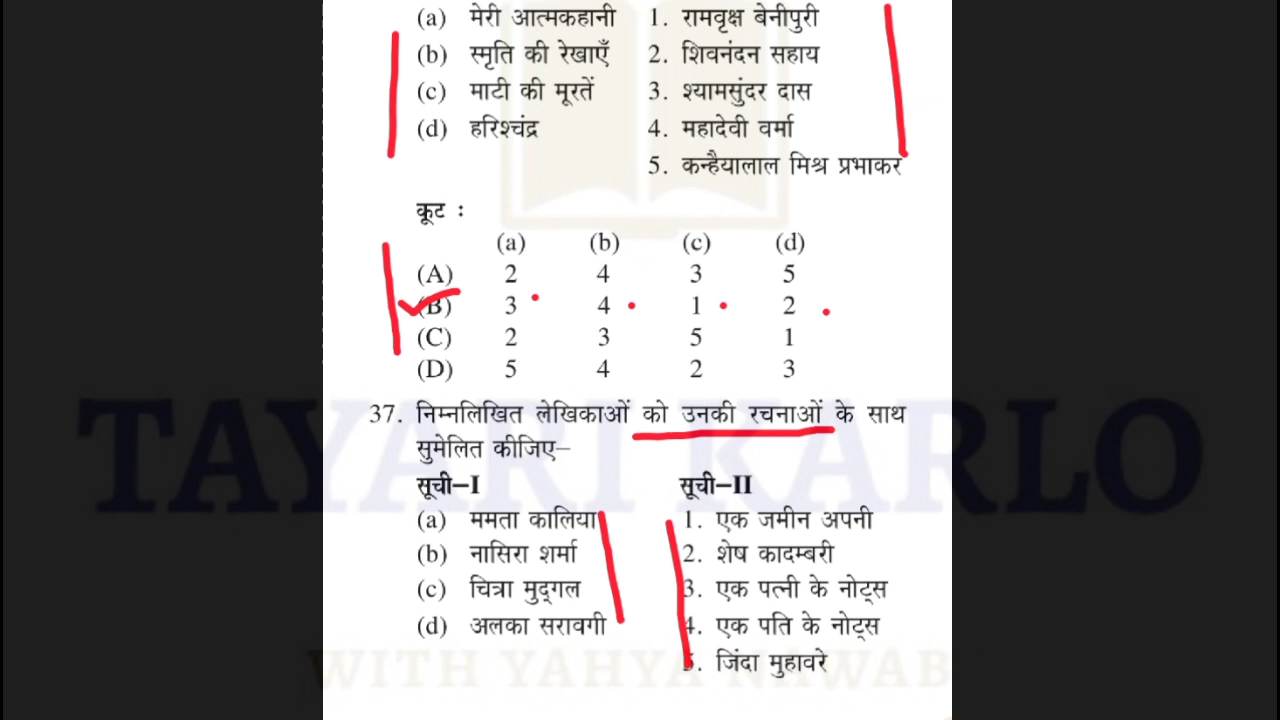 (a) मेरी आत्मकहानी 1. रामवृक्ष बेनीपुरी
(b) स्मृति की रेखाएँ 2. शिवनंदन सहाय
(c) माटी की मूरतें 3. श्यामसुंदर दास
(d) हरिश्चंद्र 4. महादेवी वर्मा
5. कन्हैयालाल मिश्र प्रभाकर
कूट :
(a) (b) (c) (d)
(A) 2 4 3 5
(B) 3 4 1 2
(C) 2 3 5 1
(D) 5 4 2 3
37. निम्नलिखित लेखिकाओं को उनकी रचनाओं के साथ
सुमेलित कीजिए–
सूची–I सूची–II
(a) ममता कालिया 1. एक जमीन अपनी
(b) नासिरा शर्मा 2. शेष कादम्बरी
(c) चित्रा मुद्गल 3. एक पत्नी के नोट्स
(d) अलका सरावगी 4. एक पति के नोट्स
5. जिंदा मुहावरे
TAYARI KARLO
WITH YAHYA NAWAB